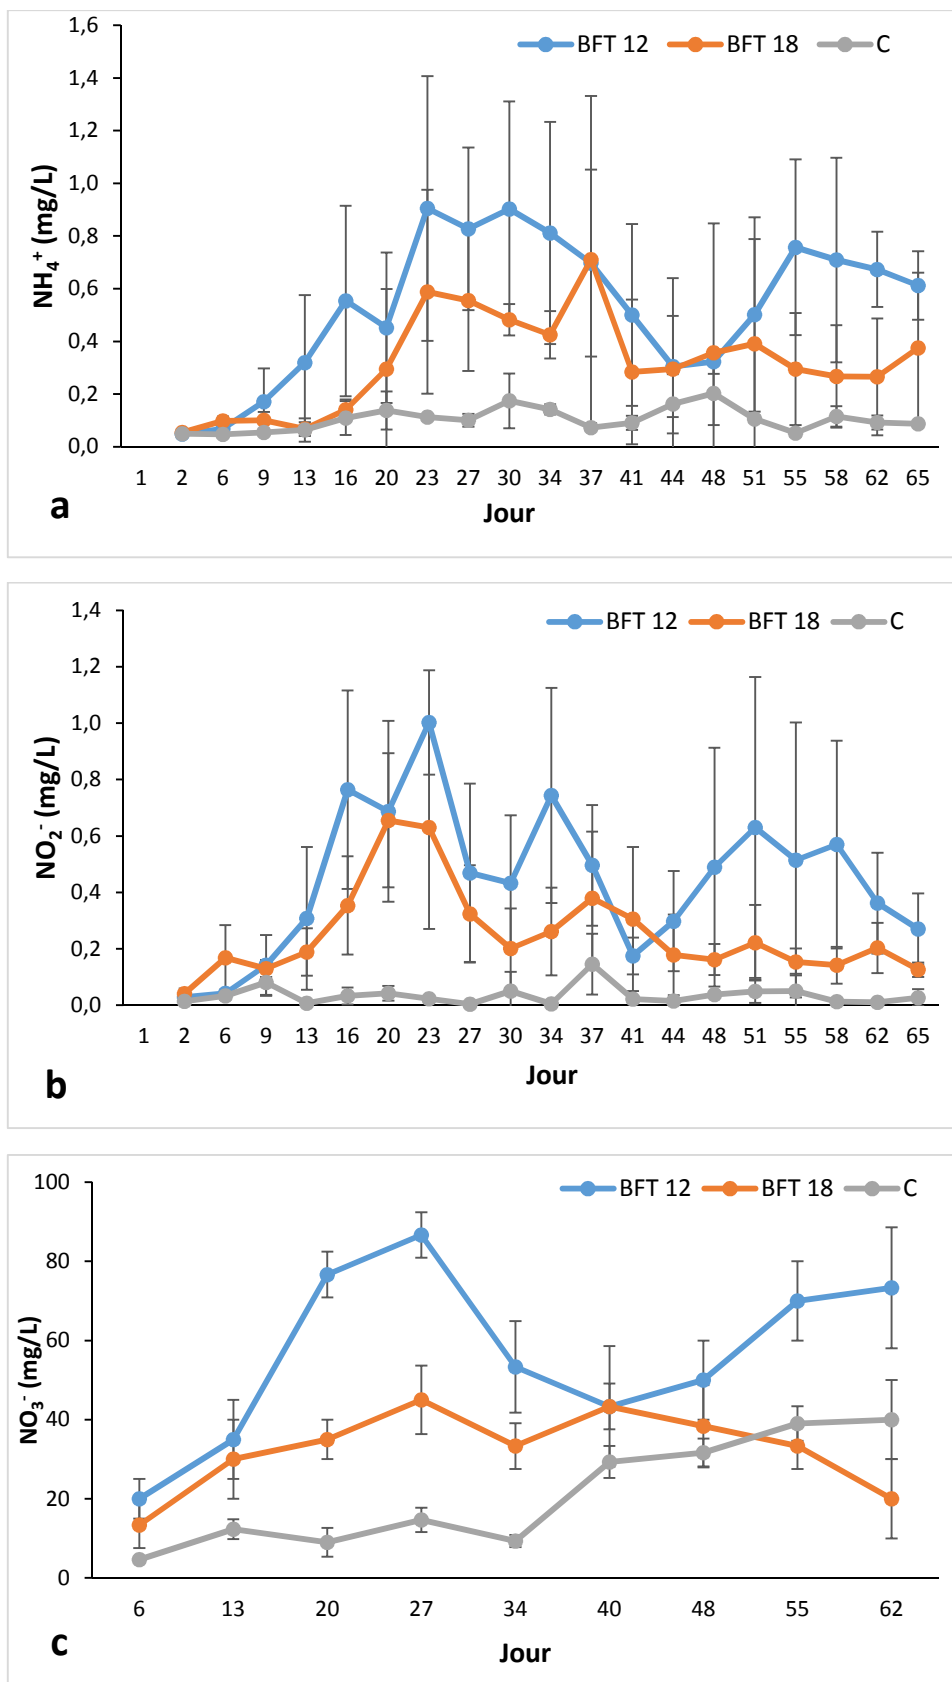 BFT 12 BFT 18 C
1,6
1,4
1,2
1,0
0,8
0,6
0,4
0,2
0,0
NH₄⁺ (mg/L)
1 2 6 9 13 16 20 23 27 30 34 37 41 44 48 51 55 58 62 65
Jour
a
BFT 12 BFT 18 C
1,4
1,2
1,0
0,8
0,6
0,4
0,2
0,0
NO₂⁻ (mg/L)
1 2 6 9 13 16 20 23 27 30 34 37 41 44 48 51 55 58 62 65
Jour
b
BFT 12 BFT 18 C
100
80
60
40
20
0
NO₃⁻ (mg/L)
6 13 20 27 34 40 48 55 62
Jour
c